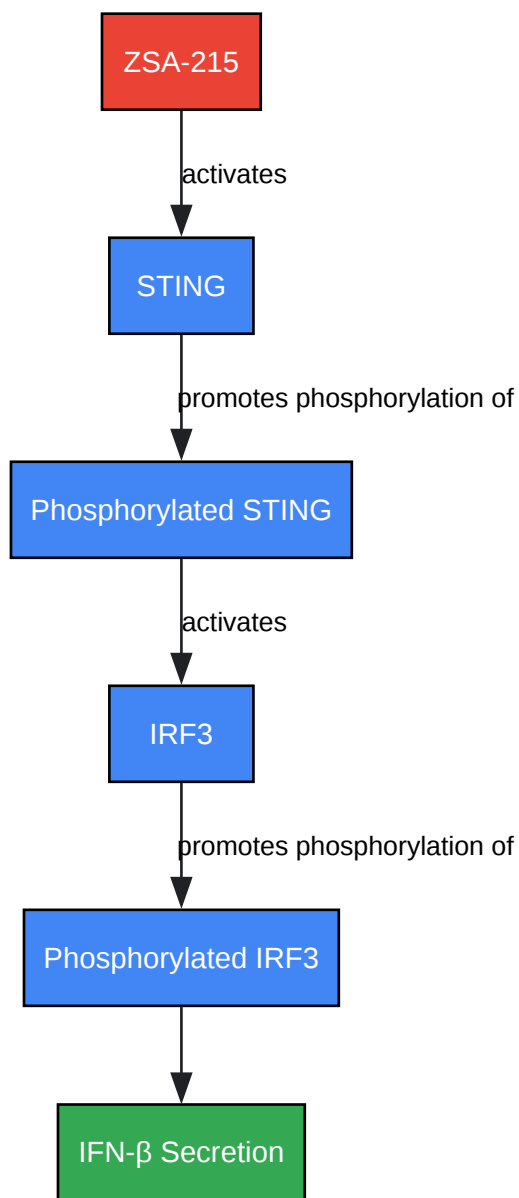 ZSA-215
activates
STING
promotes phosphorylation of
Phosphorylated STING
activates
IRF3
promotes phosphorylation of
Phosphorylated IRF3
IFN-β Secretion